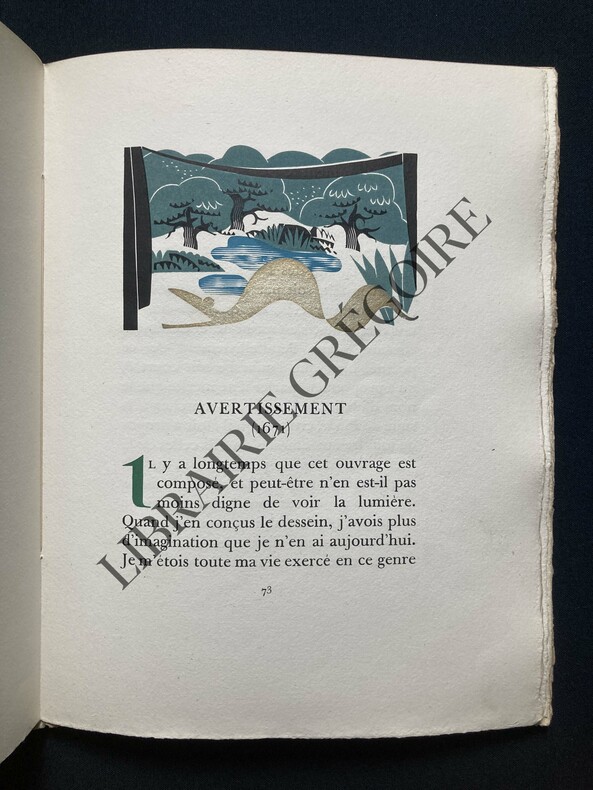 AVERTISSEMENT
(1671)
IL y a longtemps que cet ouvrage est
composé, et peut-être n'en est-il pas
moins digne de voir la lumière.
Quand j'en conçus le dessein, j'avois plus
d'imagination que je n'en ai aujourd'hui.
Je m'étois toute ma vie exercé en ce genre
73
LIBRAIRIE GRÉGOIRE